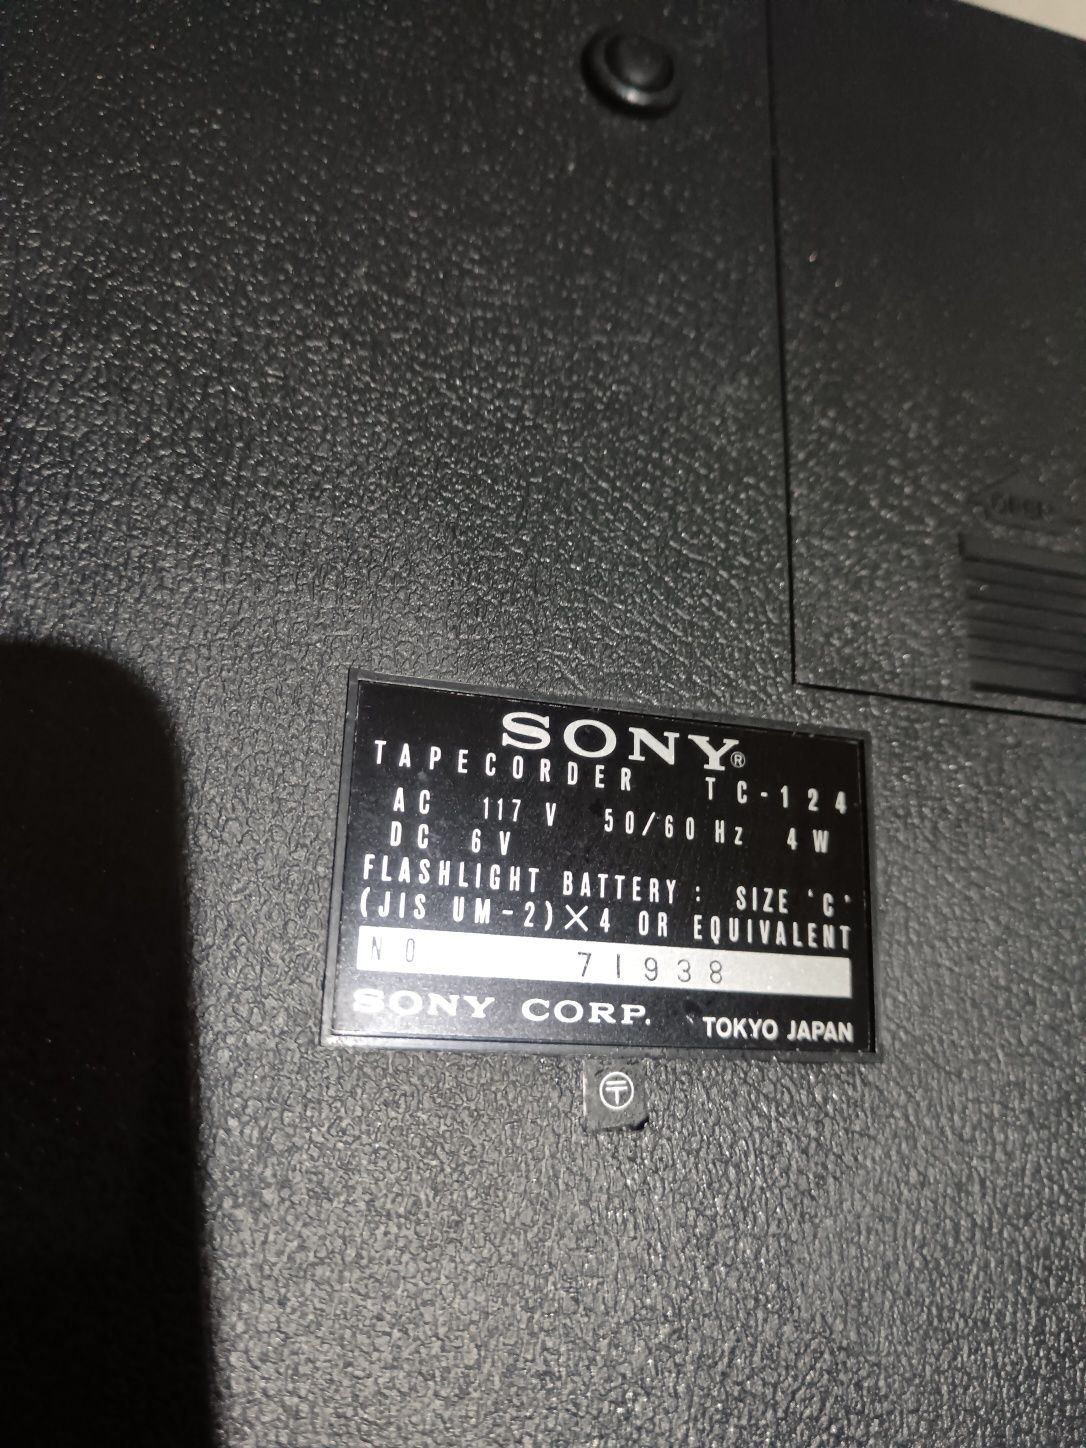 OPEN
SONY®
TAPECORDER TC-124
AC 117 V 50/60 Hz 4 W
DC 6 V
FLASHLIGHT BATTERY : SIZE 'C'
(JIS UM-2)×4 OR EQUIVALENT
NO 71938
SONY CORP. TOKYO JAPAN
〒